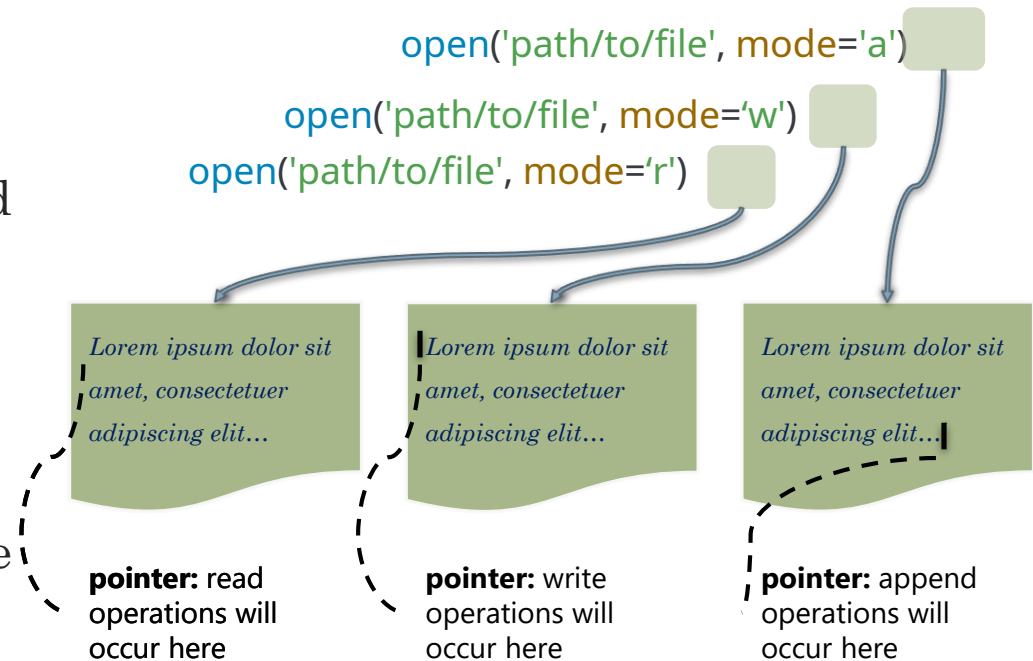 open('path/to/file', mode='a')
open('path/to/file', mode=‘w')
open('path/to/file', mode=‘r')
Lorem ipsum dolor sit
amet, consectetuer
adipiscing elit…
Lorem ipsum dolor sit
amet, consectetuer
adipiscing elit…
Lorem ipsum dolor sit
amet, consectetuer
adipiscing elit…
pointer: read
operations will
occur here
pointer: write
operations will
occur here
pointer: append
operations will
occur here